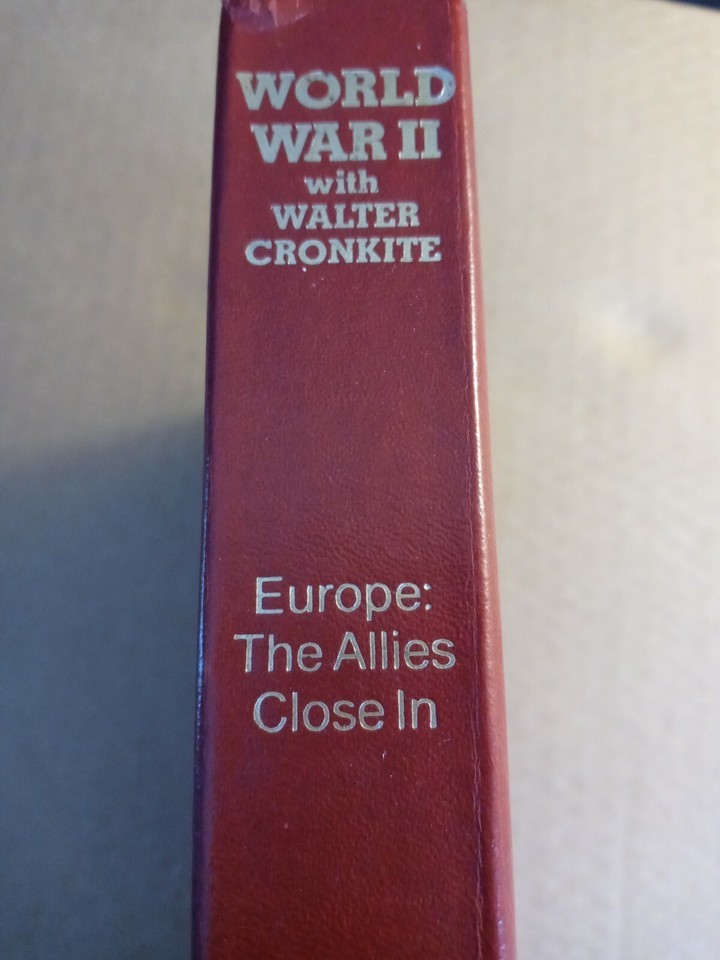 WORLD
WAR II
with
WALTER
CRONKITE
Europe:
The Allies
Close In